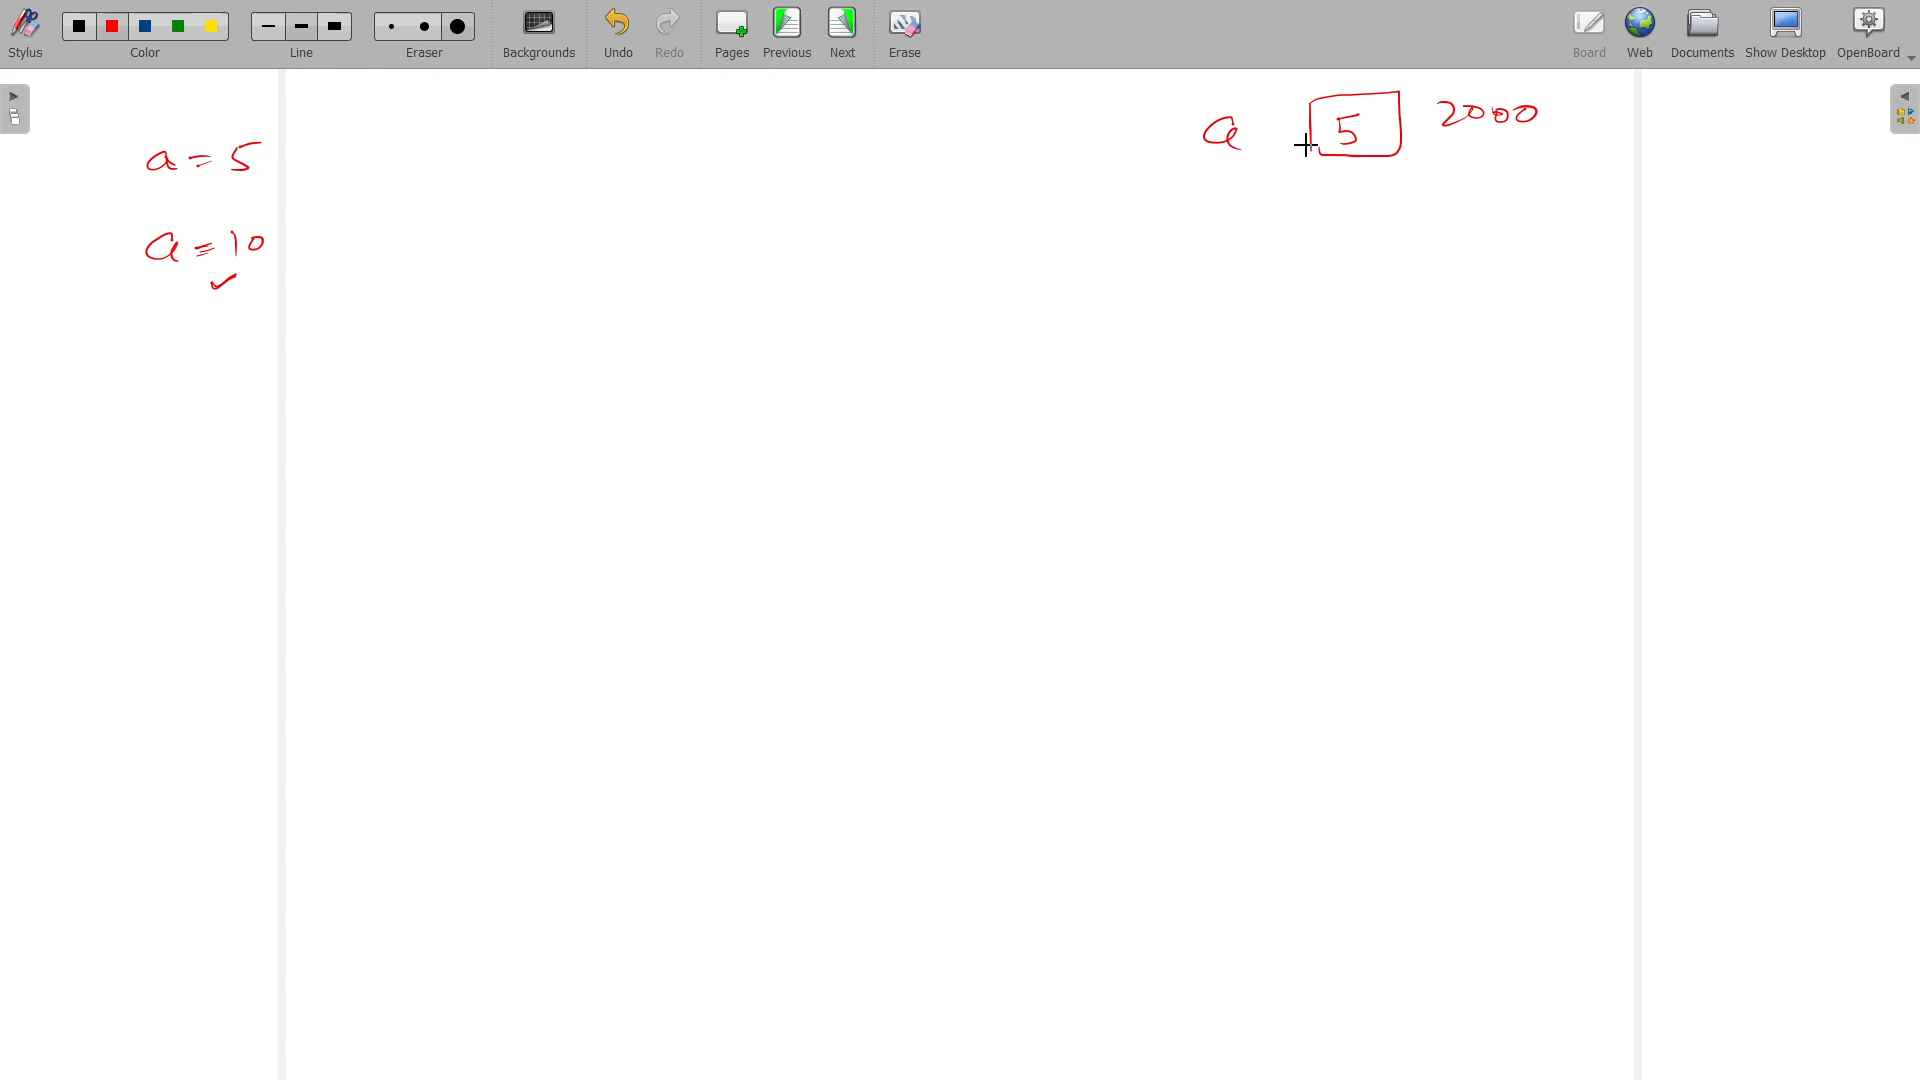 Stylus Color Line Eraser Backgrounds Undo Redo Pages Previous Next Erase Board Web Documents Show Desktop OpenBoard
a 5 2000
a = 5
a = 10